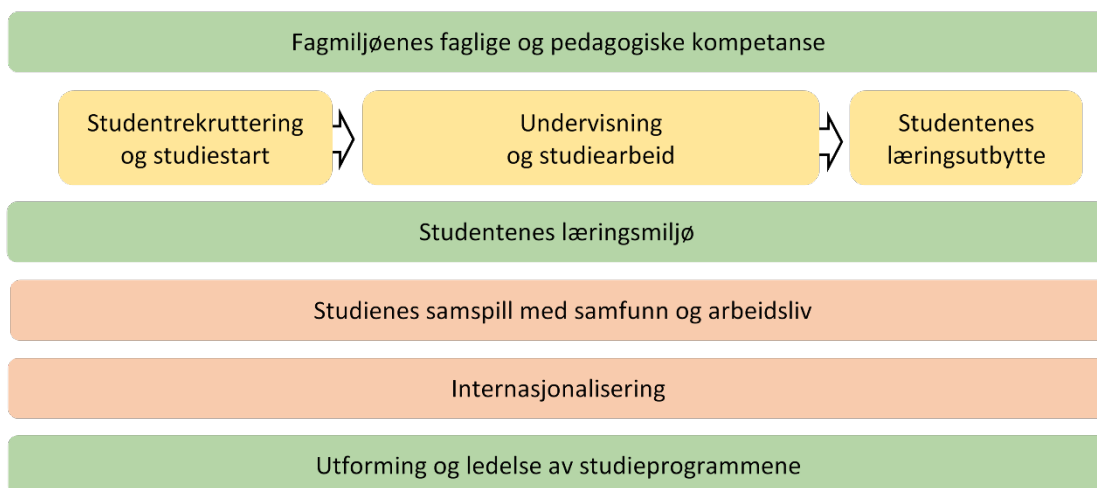 Fagmiljøenes faglige og pedagogiske kompetanse
Studentrekruttering
og studiestart
Undervisning
og studiearbeid
Studentenes
læringsutbytte
Studentenes læringsmiljø
Studienes samspill med samfunn og arbeidsliv
Internasjonalisering
Utforming og ledelse av studieprogrammene